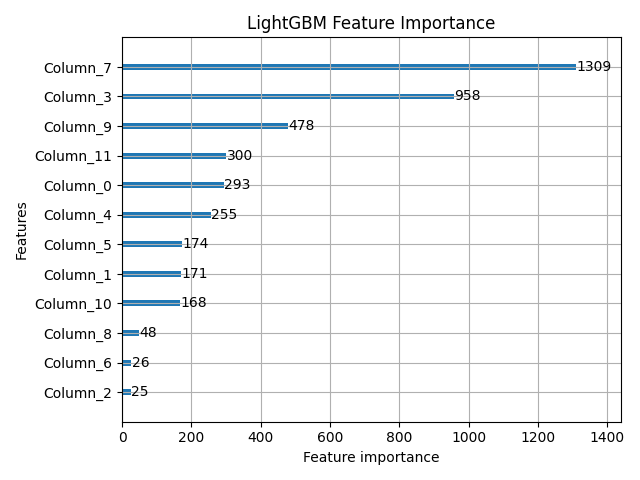 LightGBM Feature Importance
Column_7 1309
Column_3 958
Column_9 478
Column_11 300
Column_0 293
Column_4 255
Column_5 174
Column_1 171
Column_10 168
Column_8 48
Column_6 26
Column_2 25
Features
0 200 400 600 800 1000 1200 1400
Feature importance